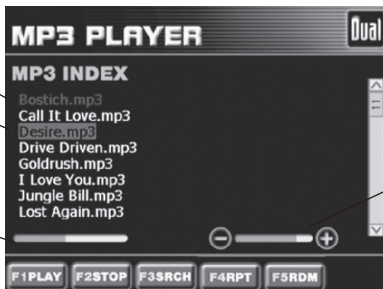 MP3 PLAYER
Dual
MP3 INDEX
Bostich.mp3
Call It Love.mp3
Desire.mp3
Drive Driven.mp3
Goldrush.mp3
I Love You.mp3
Jungle Bill.mp3
Lost Again.mp3
F1PLAY F2STOP F3SRCH F4RPT F5RDM